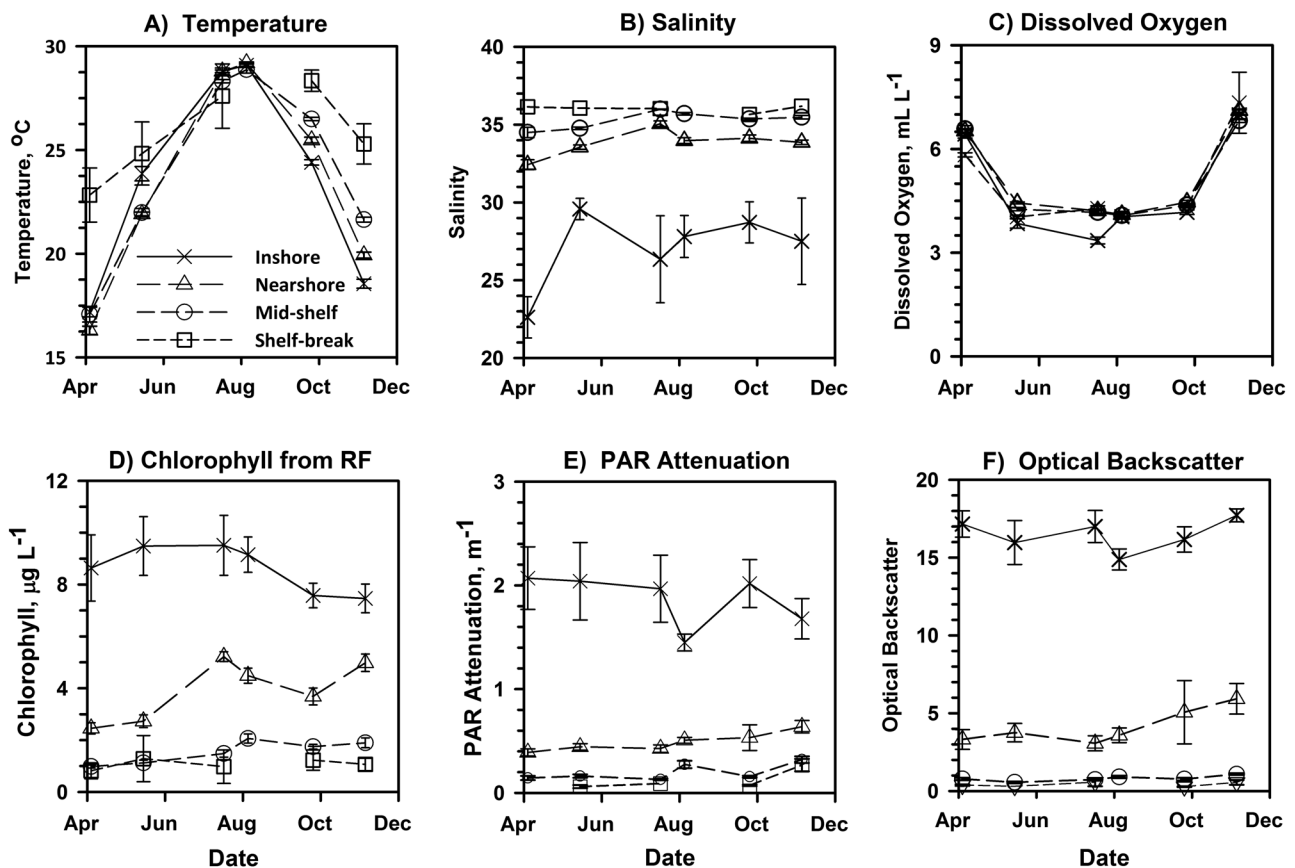 A)  Temperature
B) Salinity
C) Dissolved Oxygen
Temperature, oC
30
25
20
15
Inshore
Nearshore
Mid-shelf
Shelf-break
Apr Jun Aug Oct Dec
Salinity
40
35
30
25
20
Apr Jun Aug Oct Dec
Dissolved Oxygen, mL L-1
9
6
3
0
Apr Jun Aug Oct Dec
D) Chlorophyll from RF
E)  PAR Attenuation
F)  Optical Backscatter
Chlorophyll, µg L-1
12
8
4
0
Apr Jun Aug Oct Dec
Date
PAR Attenuation, m-1
3
2
1
0
Apr Jun Aug Oct Dec
Date
Optical Backscatter
20
15
10
5
0
Apr Jun Aug Oct Dec
Date